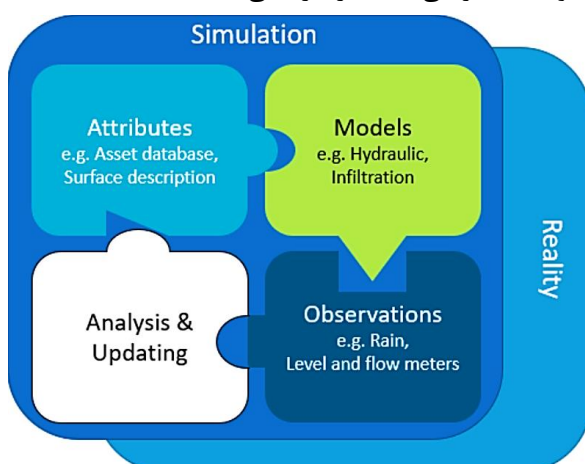 Simulation
Attributes
e.g. Asset database,
Surface description
Models
e.g. Hydraulic,
Infiltration
Reality
Analysis &
Updating
Observations
e.g. Rain,
Level and flow meters